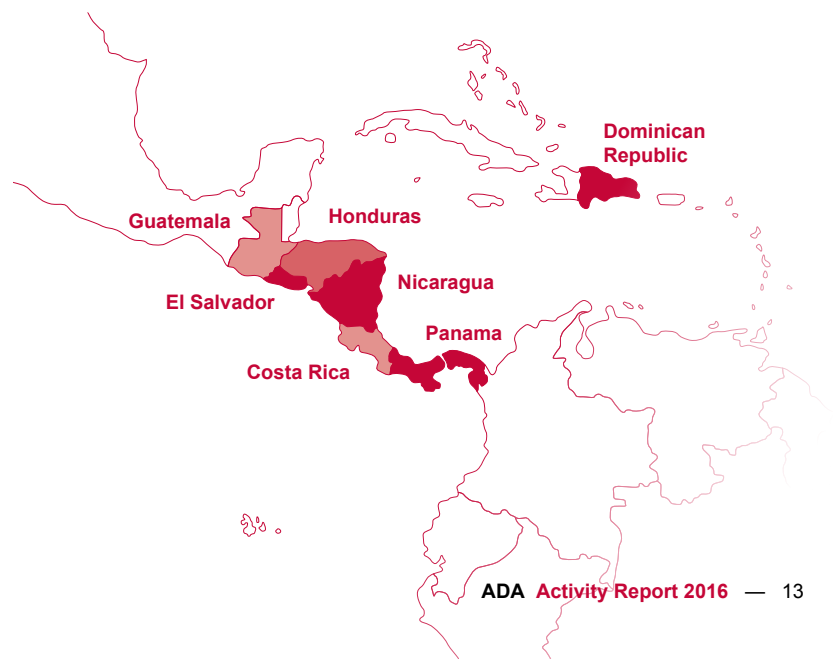 Dominican
Republic
Guatemala
Honduras
Nicaragua
El Salvador
Panama
Costa Rica
ADA Activity Report 2016 — 13